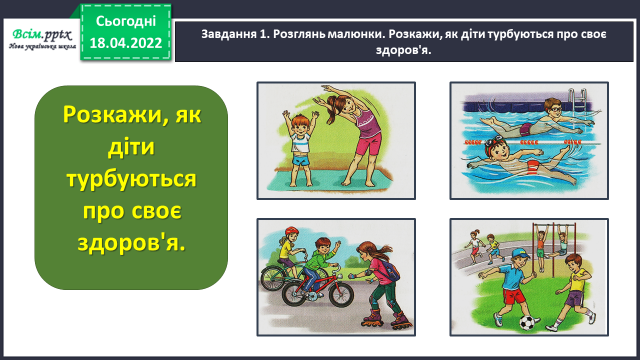 Всім.pptx
Нова українська школа
Сьогодні
18.04.2022
Завдання 1. Розглянь малюнки. Розкажи, як діти турбуються про своє
здоров'я.
Розкажи, як
діти
турбуються
про своє
здоров'я.